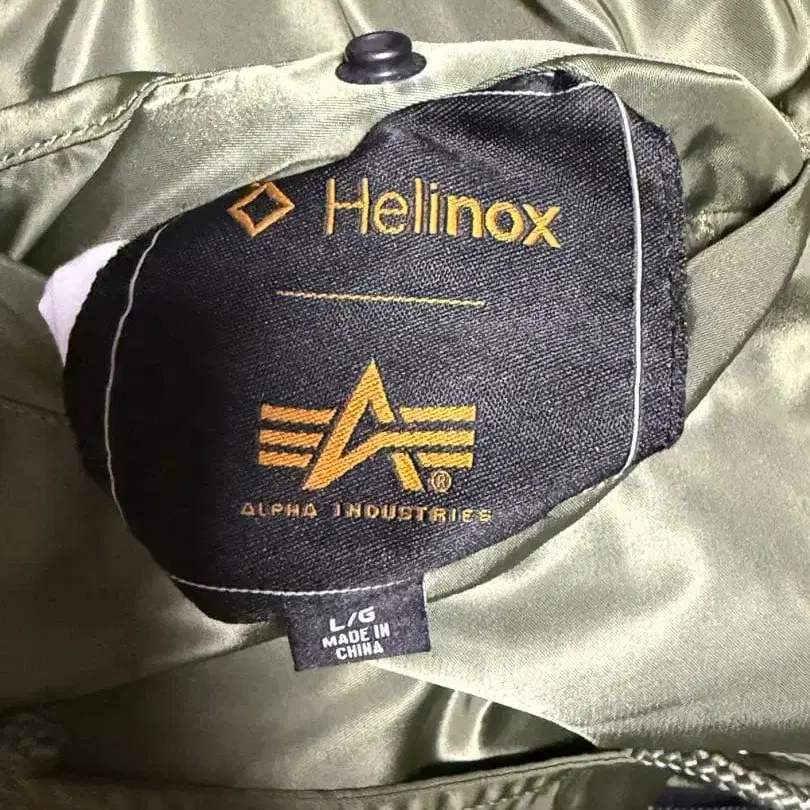 Helinox
®
ALPHA INDUSTRIES
L/G
MADE IN
CHINA